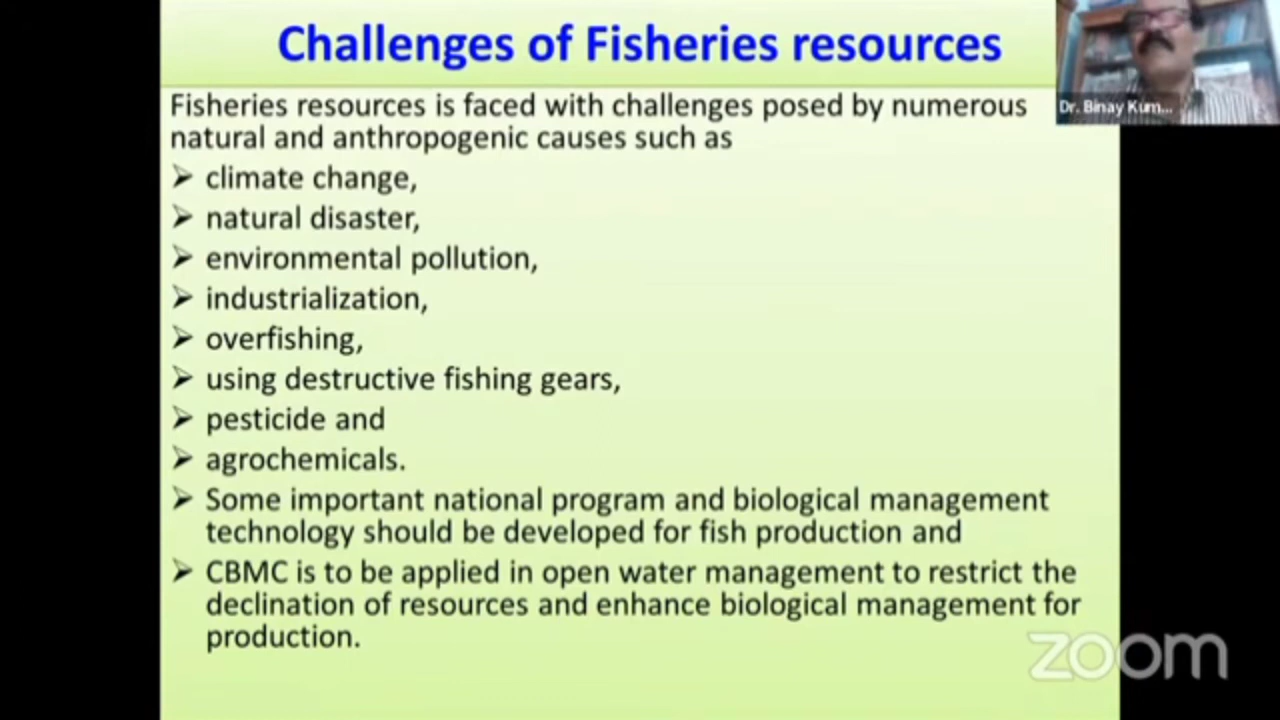 Challenges of Fisheries resources
Dr. Binay Kum...
Fisheries resources is faced with challenges posed by numerous
natural and anthropogenic causes such as
➢ climate change,
➢ natural disaster,
➢ environmental pollution,
➢ industrialization,
➢ overfishing,
➢ using destructive fishing gears,
➢ pesticide and
➢ agrochemicals.
➢ Some important national program and biological management
technology should be developed for fish production and
➢ CBMC is to be applied in open water management to restrict the
declination of resources and enhance biological management for
production.
zoom